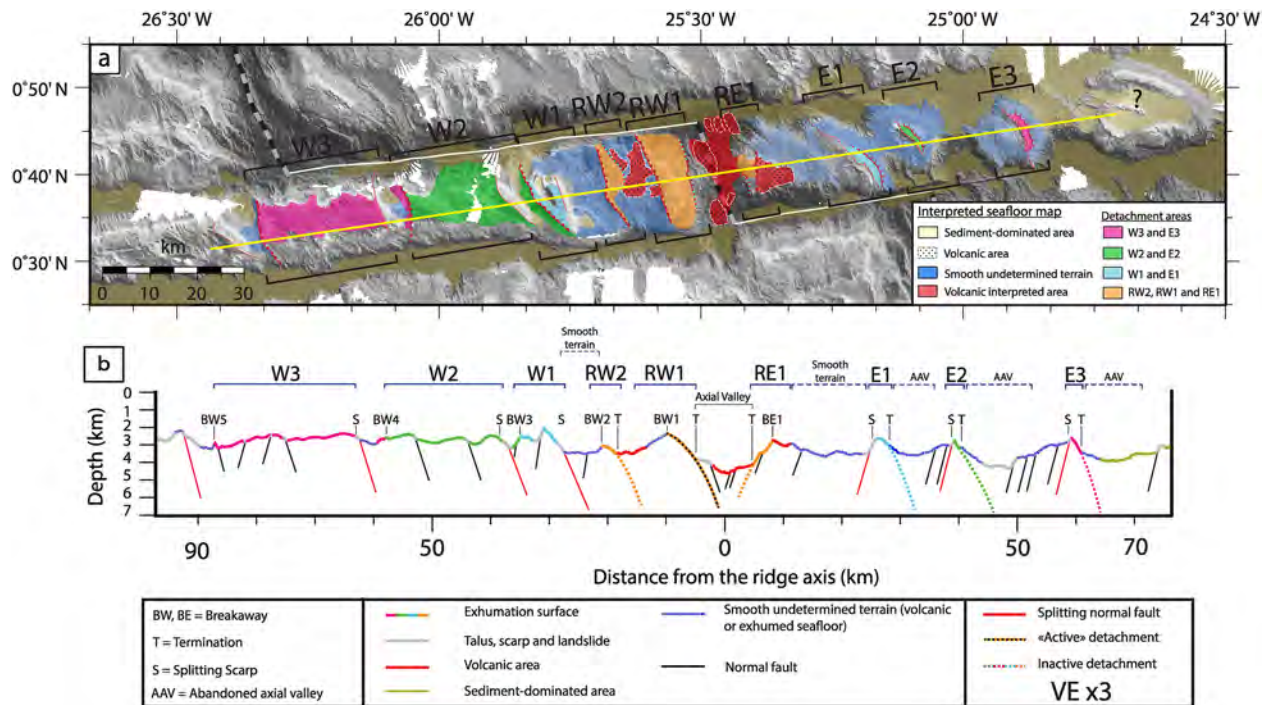 26°30' W 26°00' W 25°30' W 25°00' W 24°30' W
a
0°50' N
0°40' N
0°30' N
W3 W2 W1 RW2 RW1 RE1 E1 E2 E3 ?
km
0 10 20 30
Interpreted seafloor map
Sediment-dominated area
Volcanic area
Smooth undetermined terrain
Volcanic interpreted area
Detachment areas
W3 and E3
W2 and E2
W1 and E1
RW2, RW1 and RE1
b
Smooth
terrain
W3 W2 W1 RW2 RW1 RE1 Smooth
terrain E1 AAV E2 AAV E3 AAV
Axial Valley
BW5 S BW4 S BW3 S BW2 T BW1 T T BE1 S T S T S T
Depth (km)
0
1
2
3
4
5
6
7
90 50 0 50 70
Distance from the ridge axis (km)
BW, BE = Breakaway
T = Termination
S = Splitting Scarp
AAV = Abandoned axial valley
Exhumation surface
Talus, scarp and landslide
Volcanic area
Sediment-dominated area
Smooth undetermined terrain (volcanic
or exhumed seafloor)
Normal fault
Splitting normal fault
«Active» detachment
Inactive detachment
VE x3